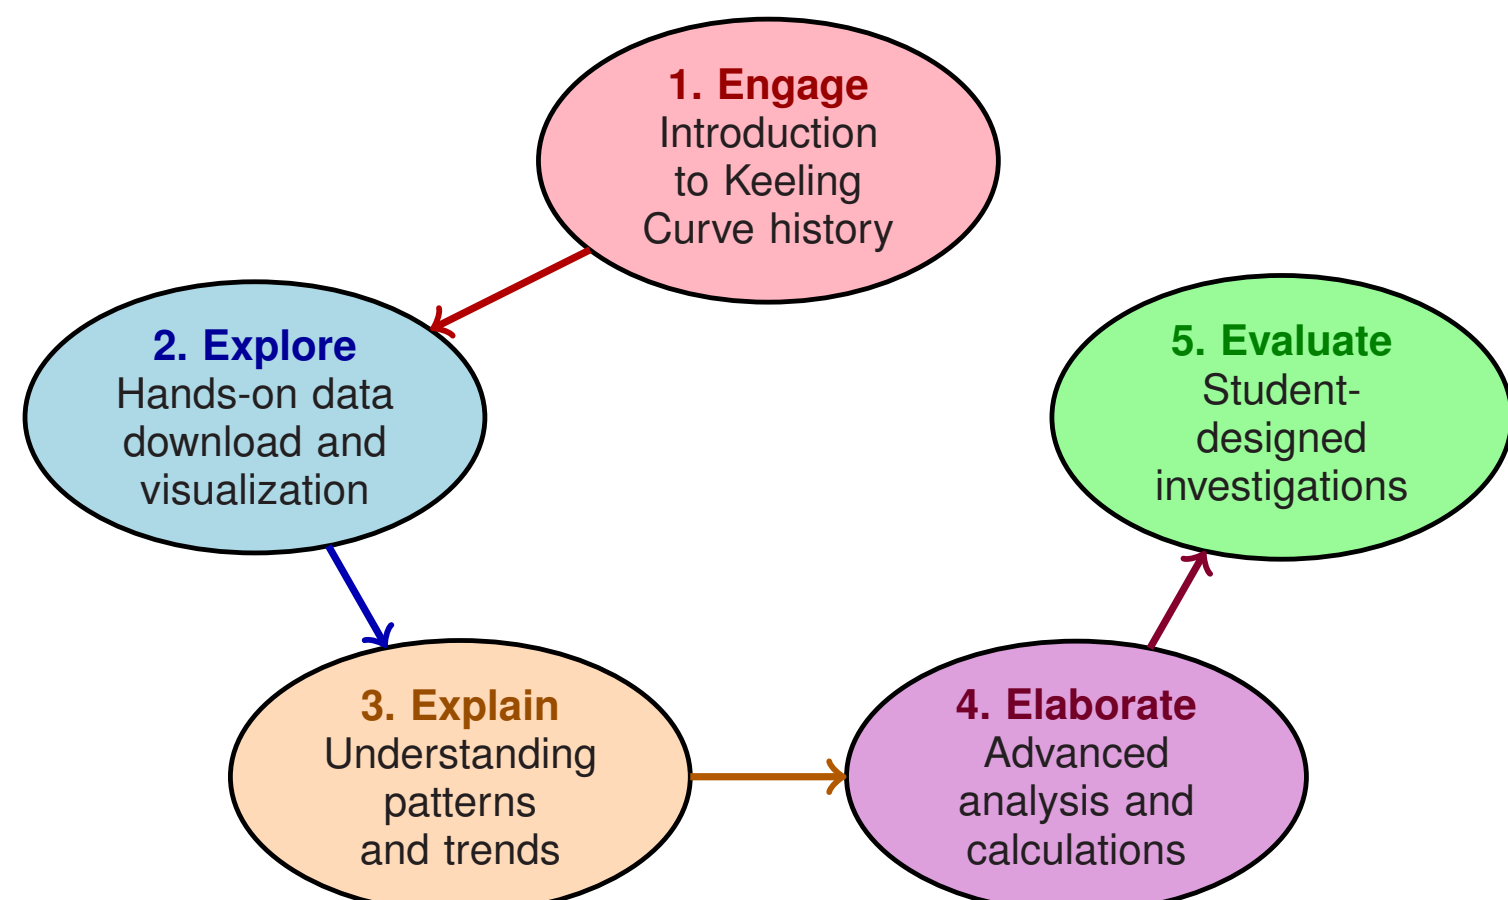 1. Engage
Introduction
to Keeling
Curve history
2. Explore
Hands-on data
download and
visualization
3. Explain
Understanding
patterns
and trends
4. Elaborate
Advanced
analysis and
calculations
5. Evaluate
Student-
designed
investigations